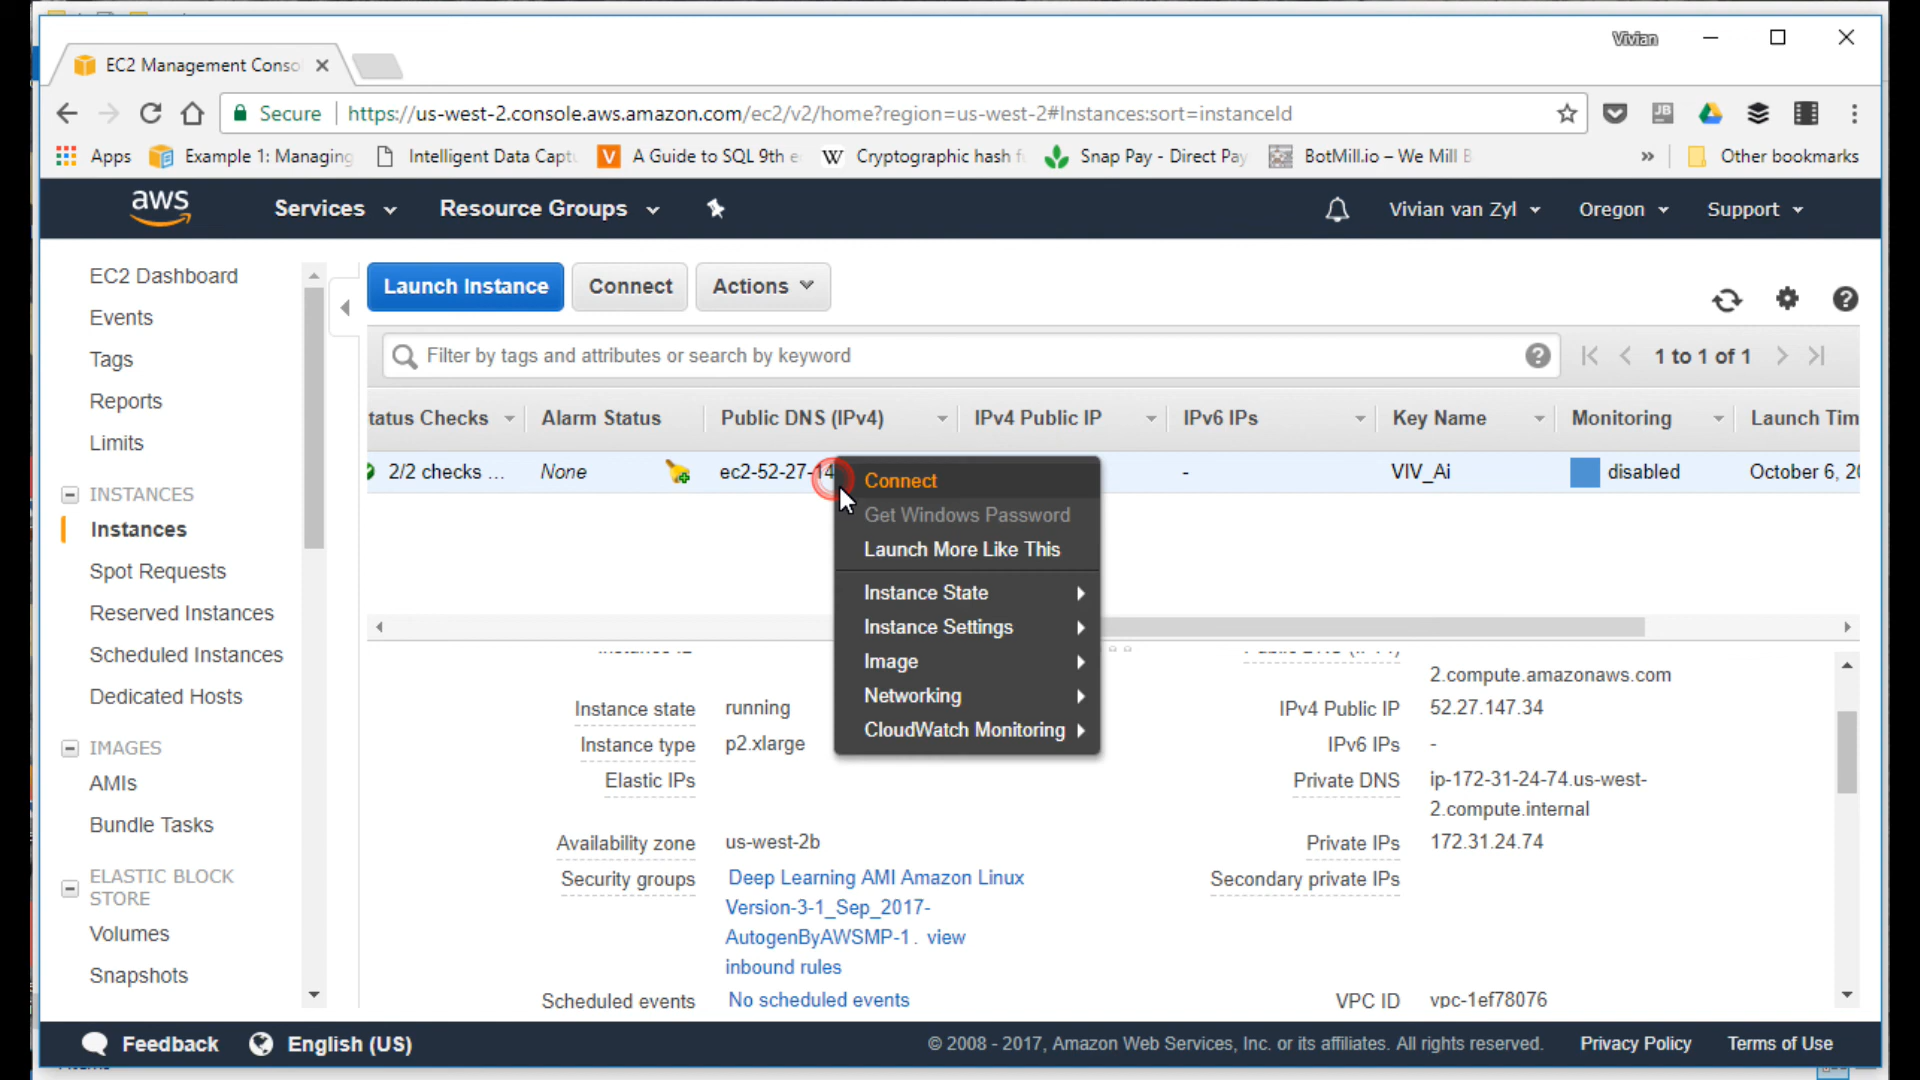 Vivian
EC2 Management Conso
Secure https://us-west-2.console.aws.amazon.com/ec2/v2/home?region=us-west-2#Instances:sort=instanceId
Apps Example 1: Managing Intelligent Data Captu A Guide to SQL 9th e Cryptographic hash f Snap Pay - Direct Pay BotMill.io – We Mill B » Other bookmarks
aws Services Resource Groups Vivian van Zyl Oregon Support
EC2 Dashboard
Events
Tags
Reports
Limits
INSTANCES
Instances
Spot Requests
Reserved Instances
Scheduled Instances
Dedicated Hosts
IMAGES
AMIs
Bundle Tasks
ELASTIC BLOCK
STORE
Volumes
Snapshots
Launch Instance Connect Actions
Filter by tags and attributes or search by keyword 1 to 1 of 1
tatus Checks Alarm Status Public DNS (IPv4) IPv4 Public IP IPv6 IPs Key Name Monitoring Launch Tim
2/2 checks ... None ec2-52-27-14 - VIV_Ai disabled October 6, 20
Connect
Get Windows Password
Launch More Like This
Instance State
Instance Settings
Image
Networking
CloudWatch Monitoring
Instance state running
Instance type p2.xlarge
Elastic IPs
Availability zone us-west-2b
Security groups Deep Learning AMI Amazon Linux
Version-3-1_Sep_2017-
AutogenByAWSMP-1 . view
inbound rules
Scheduled events No scheduled events
2.compute.amazonaws.com
IPv4 Public IP 52.27.147.34
IPv6 IPs -
Private DNS ip-172-31-24-74.us-west-
2.compute.internal
Private IPs 172.31.24.74
Secondary private IPs
VPC ID vpc-1ef78076
Feedback English (US) © 2008 - 2017, Amazon Web Services, Inc. or its affiliates. All rights reserved. Privacy Policy Terms of Use